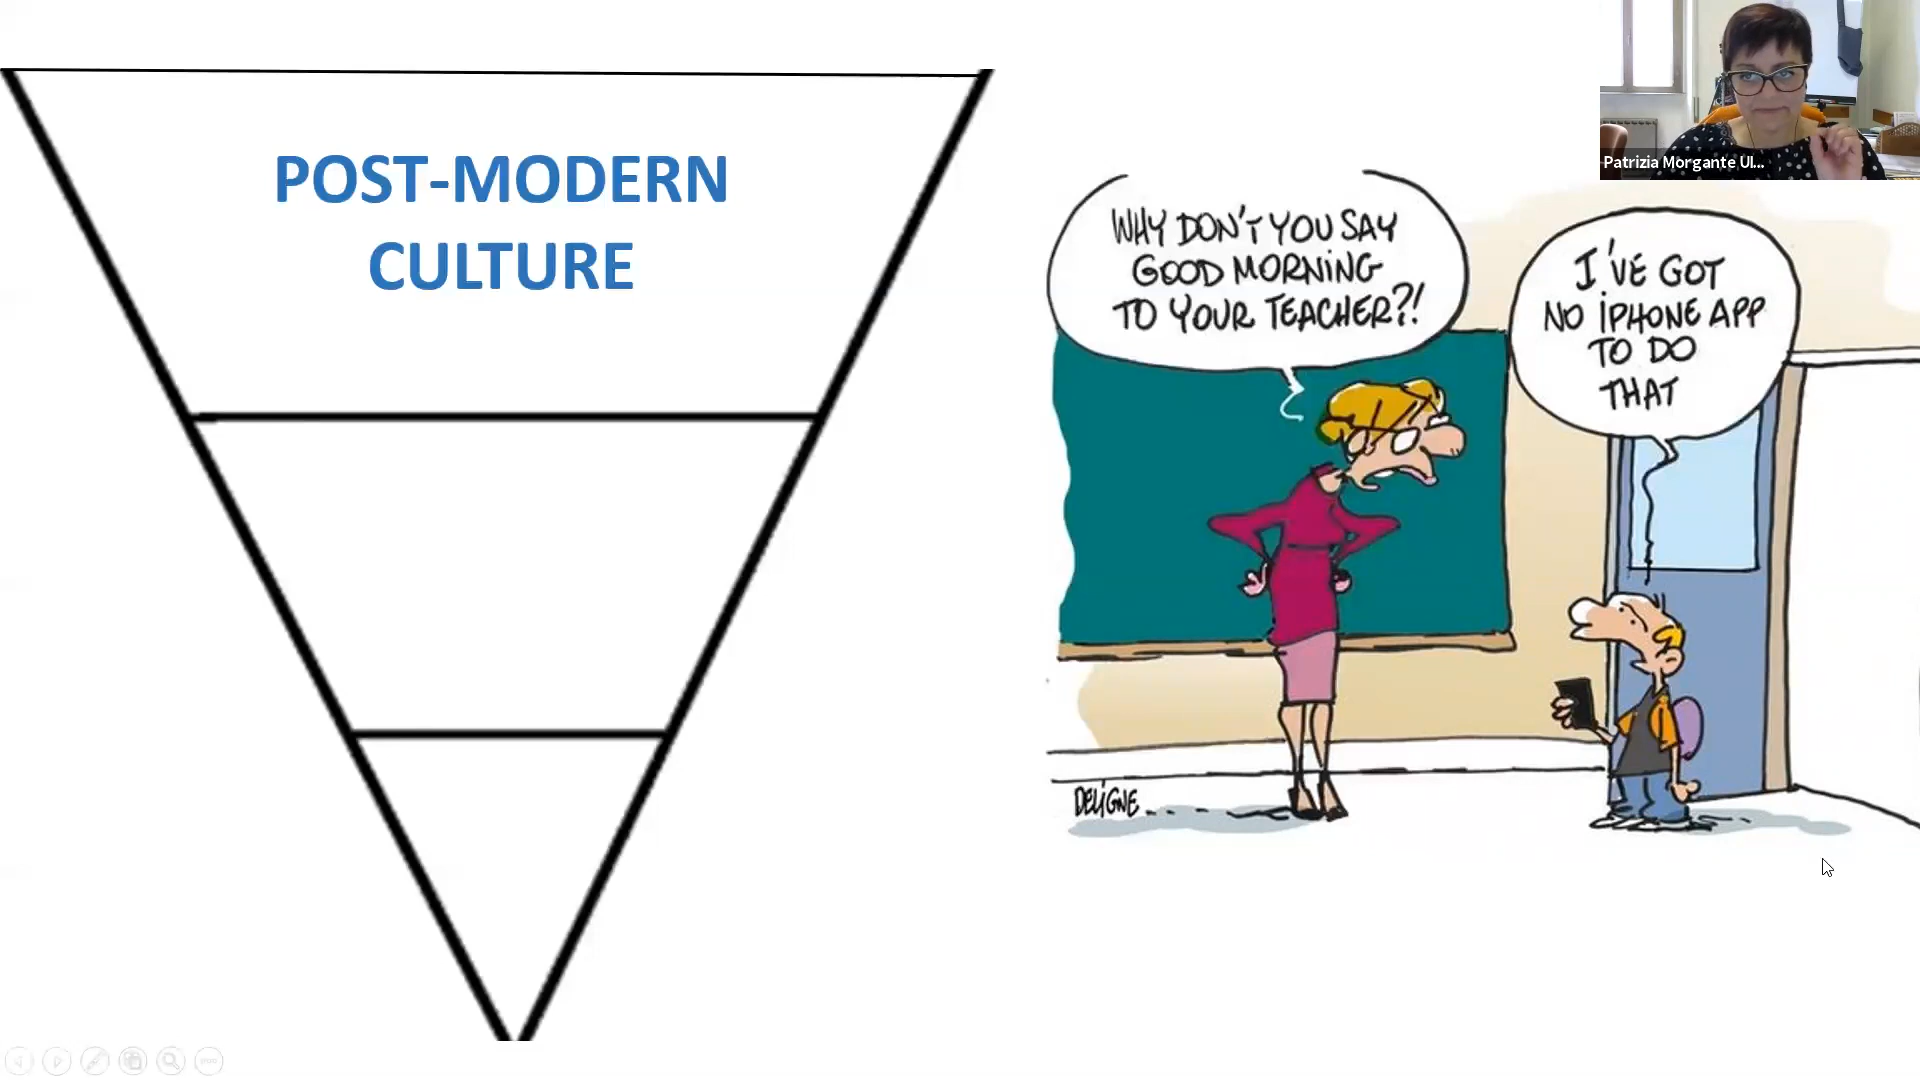 POST-MODERN
CULTURE
WHY DON'T YOU SAY
GOOD MORNING
TO YOUR TEACHER?!
I'VE GOT
NO iPHONE APP
TO DO
THAT
DELiGNE
Patrizia Morgante UI...